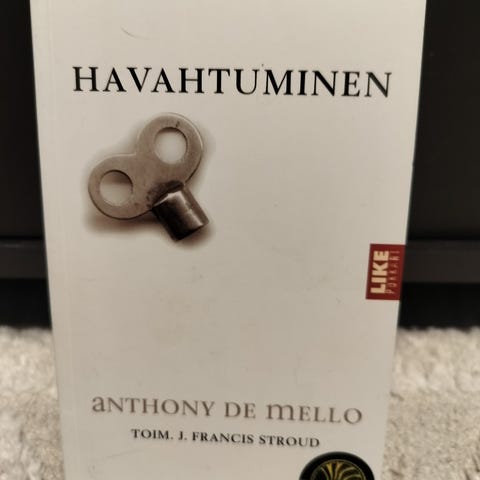 HAVAHTUMINEN
LIKE
POKKARI
ANTHONY DE MELLO
TOIM. J. FRANCIS STROUD